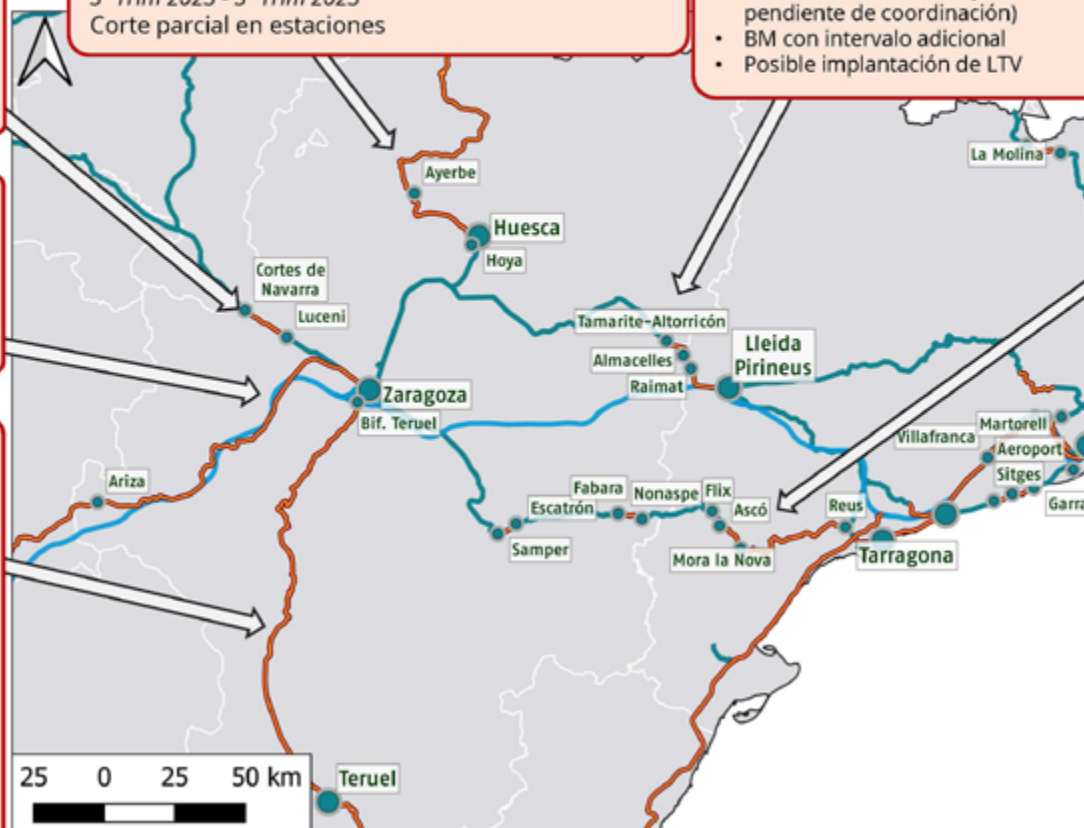 Corte parcial en estaciones
pendiente de coordinación)
• BM con intervalo adicional
• Posible implantación de LTV
La Molina
Ayerbe
Huesca
Hoya
Cortes de
Navarra
Luceni
Tamarite-Altorricón
Lleida
Pirineus
Almacelles
Raimat
Zaragoza
Bif. Teruel
Martorell
Villafranca
Aeroport
Sitges
Ariza
Fabara
Nonaspe
Flix
Escatrón
Ascó
Reus
Garra
Samper
Mora la Nova
Tarragona
25 0 25 50 km
Teruel